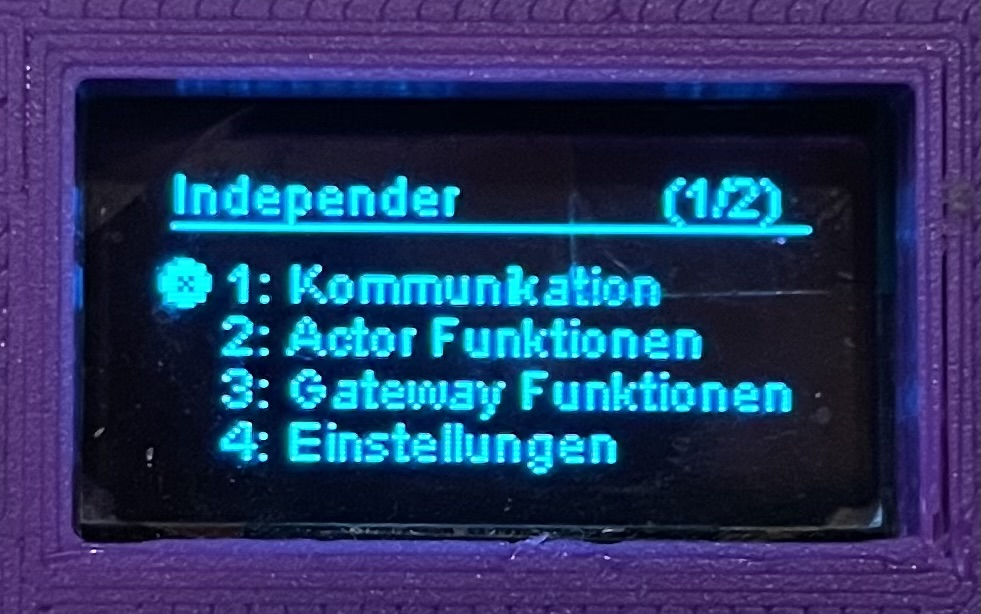 Independer (1/2)
1: Kommunikation
2: Actor Funktionen
3: Gateway Funktionen
4: Einstellungen